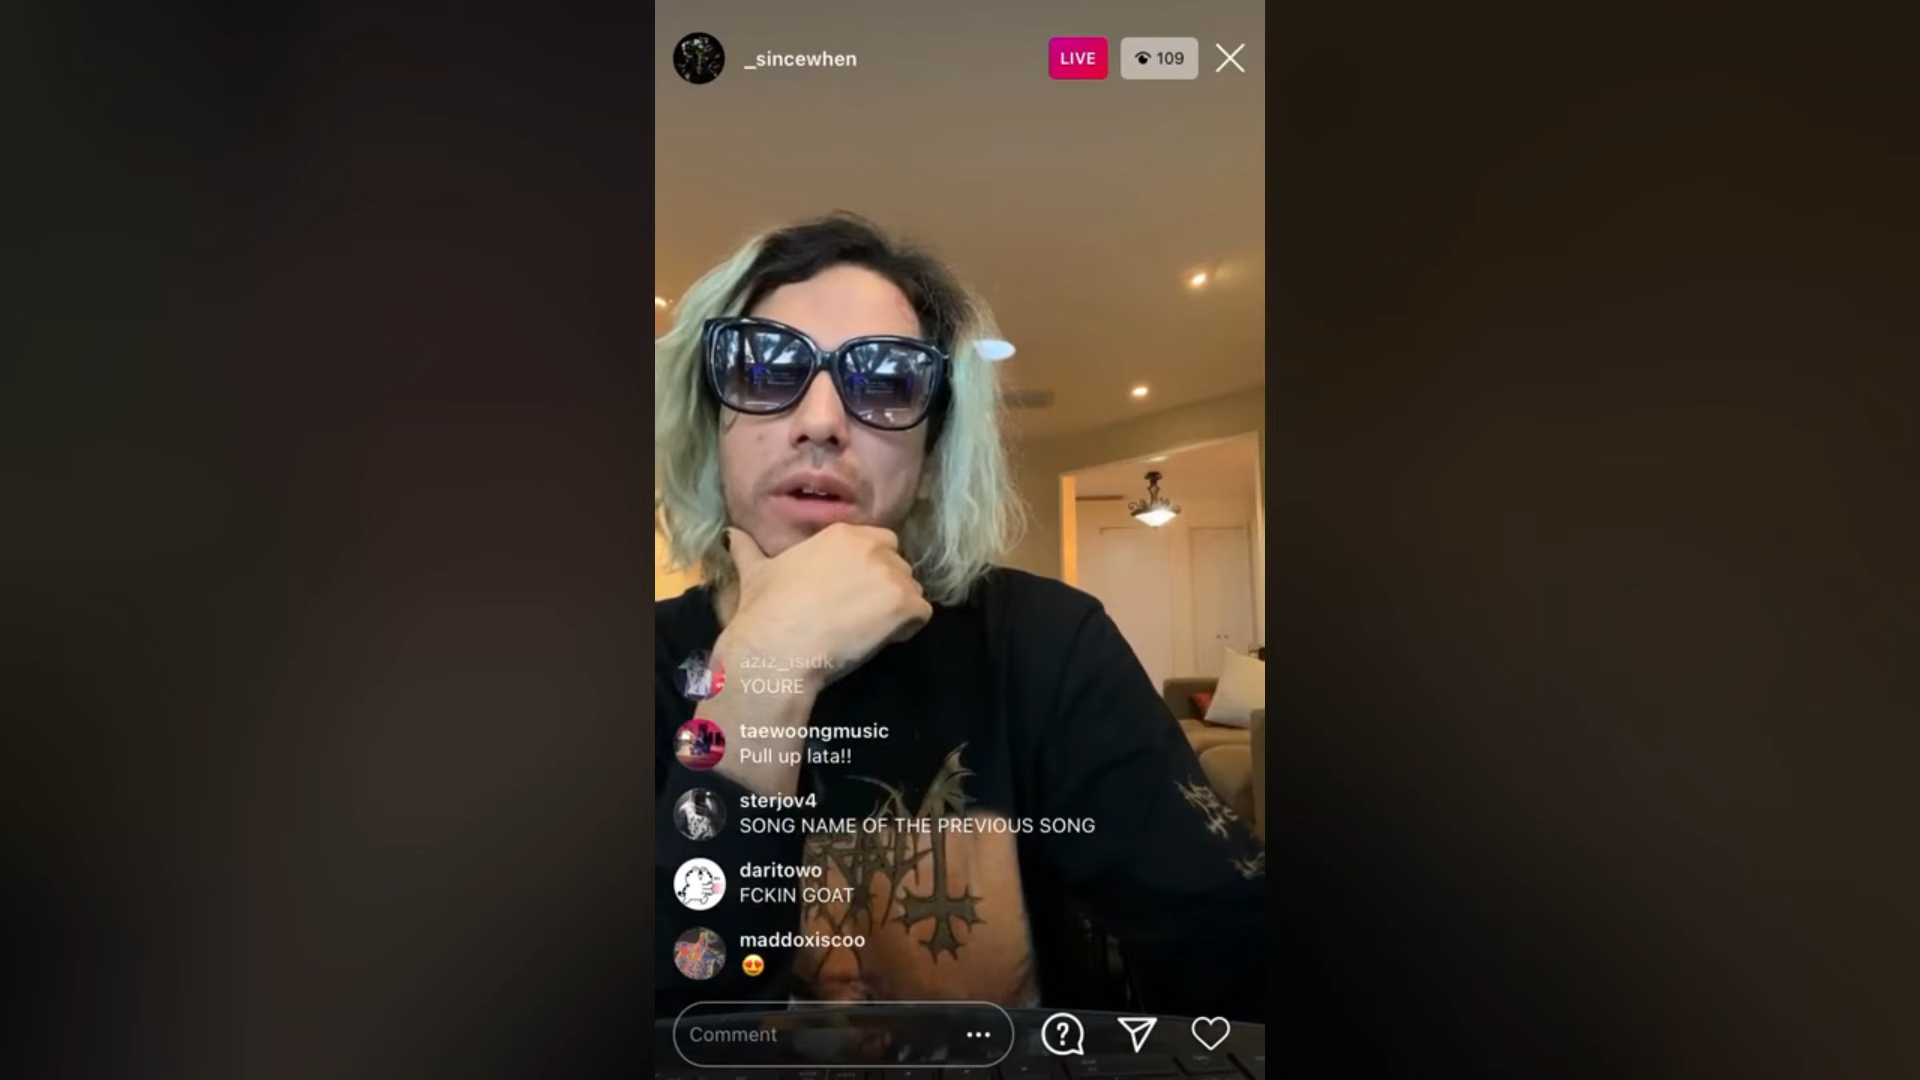 _sincewhen
LIVE
109
aziz_isidk
YOURE
taewoongmusic
Pull up lata!!
sterjov4
SONG NAME OF THE PREVIOUS SONG
daritowo
FCKIN GOAT
maddoxiscoo
😍
Comment